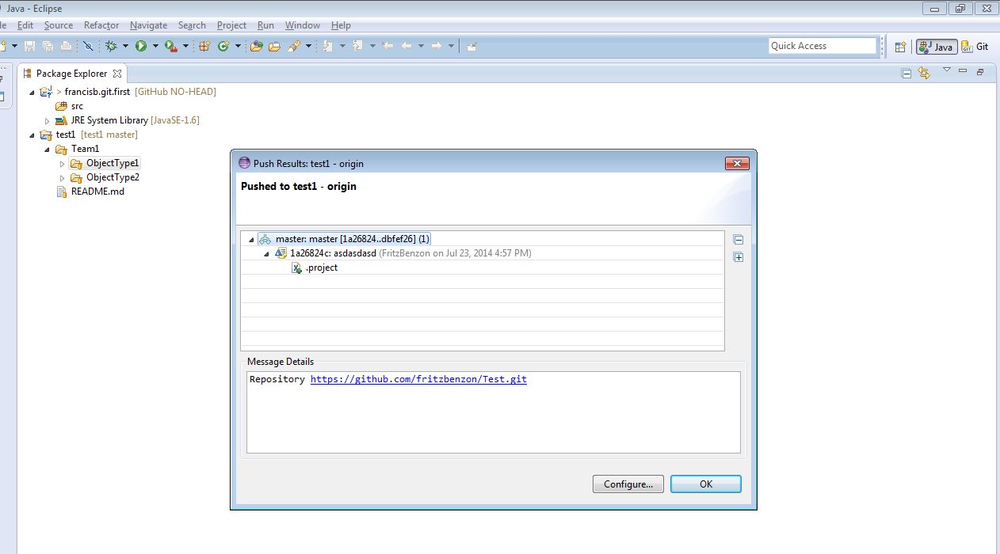 Java - Eclipse
le Edit Source Refactor Navigate Search Project Run Window Help
Quick Access
Java
Git
Package Explorer
> francisb.git.first [GitHub NO-HEAD]
src
JRE System Library [JavaSE-1.6]
test1 [test1 master]
Team1
ObjectType1
ObjectType2
README.md
Push Results: test1 - origin
Pushed to test1 - origin
master: master [1a26824..dbfef26] (1)
1a26824c: asdasdasd (FritzBenzon on Jul 23, 2014 4:57 PM)
.project
Message Details
Repository https://github.com/fritzbenzon/Test.git
Configure...
OK